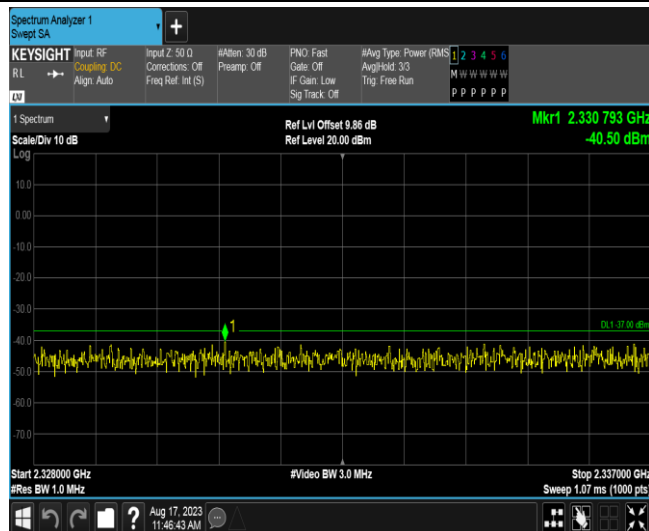 Spectrum Analyzer 1
Swept SA
+
KEYSIGHT
RL
LXI
Input: RF
Coupling: DC
Align: Auto
Input Z: 50 Ω
Corrections: Off
Freq Ref: Int (S)
#Atten: 30 dB
Preamp: Off
PNO: Fast
Gate: Off
IF Gain: Low
Sig Track: Off
#Avg Type: Power (RMS
Avg|Hold: 3/3
Trig: Free Run
1 2 3 4 5 6
M W W W W W
P P P P P P
1 Spectrum
Scale/Div 10 dB
Log
Ref Lvl Offset 9.86 dB
Ref Level 20.00 dBm
Mkr1 2.330 793 GHz
-40.50 dBm
10.0
0.00
-10.0
-20.0
-30.0
1
DL1 -37.00 dBm
-40.0
-50.0
-60.0
-70.0
Start 2.328000 GHz
#Res BW 1.0 MHz
#Video BW 3.0 MHz
Stop 2.337000 GHz
Sweep 1.07 ms (1000 pts)
?
Aug 17, 2023
11:46:43 AM